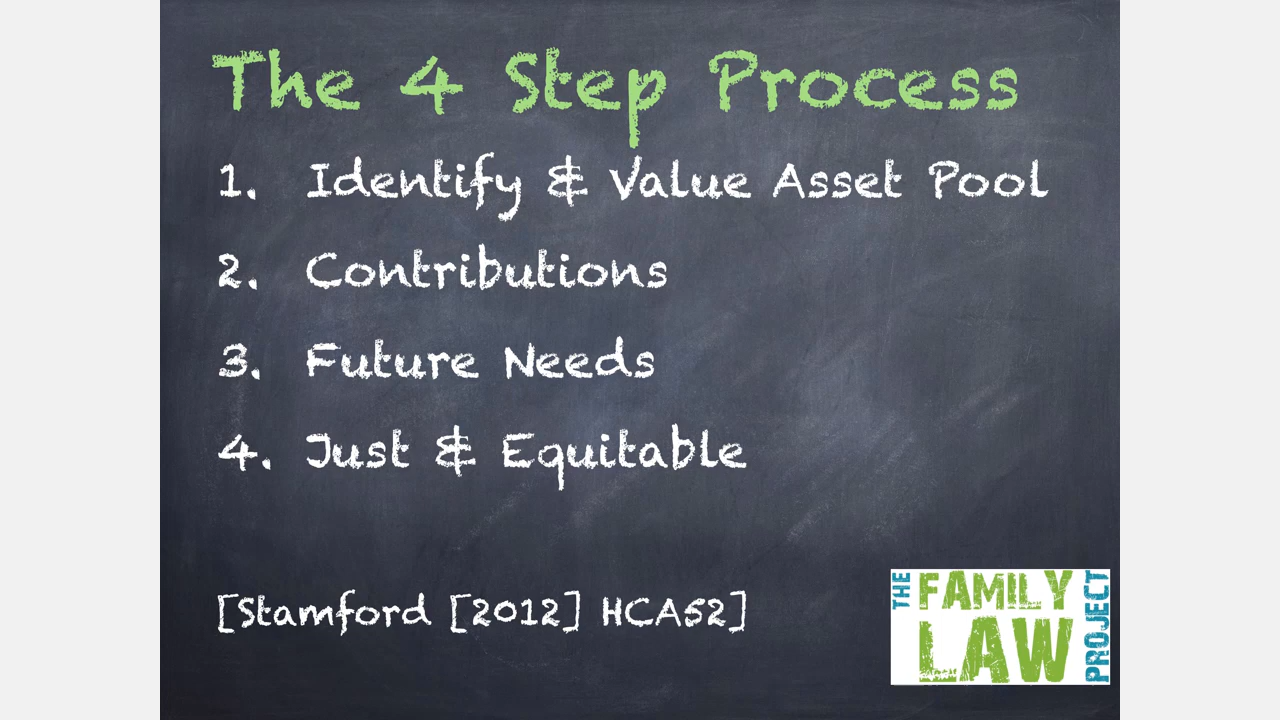 The 4 Step Process
1. Identify & Value Asset Pool
2. Contributions
3. Future Needs
4. Just & Equitable
[Stamford [2012] HCA52]
THE FAMILY LAW PROJECT